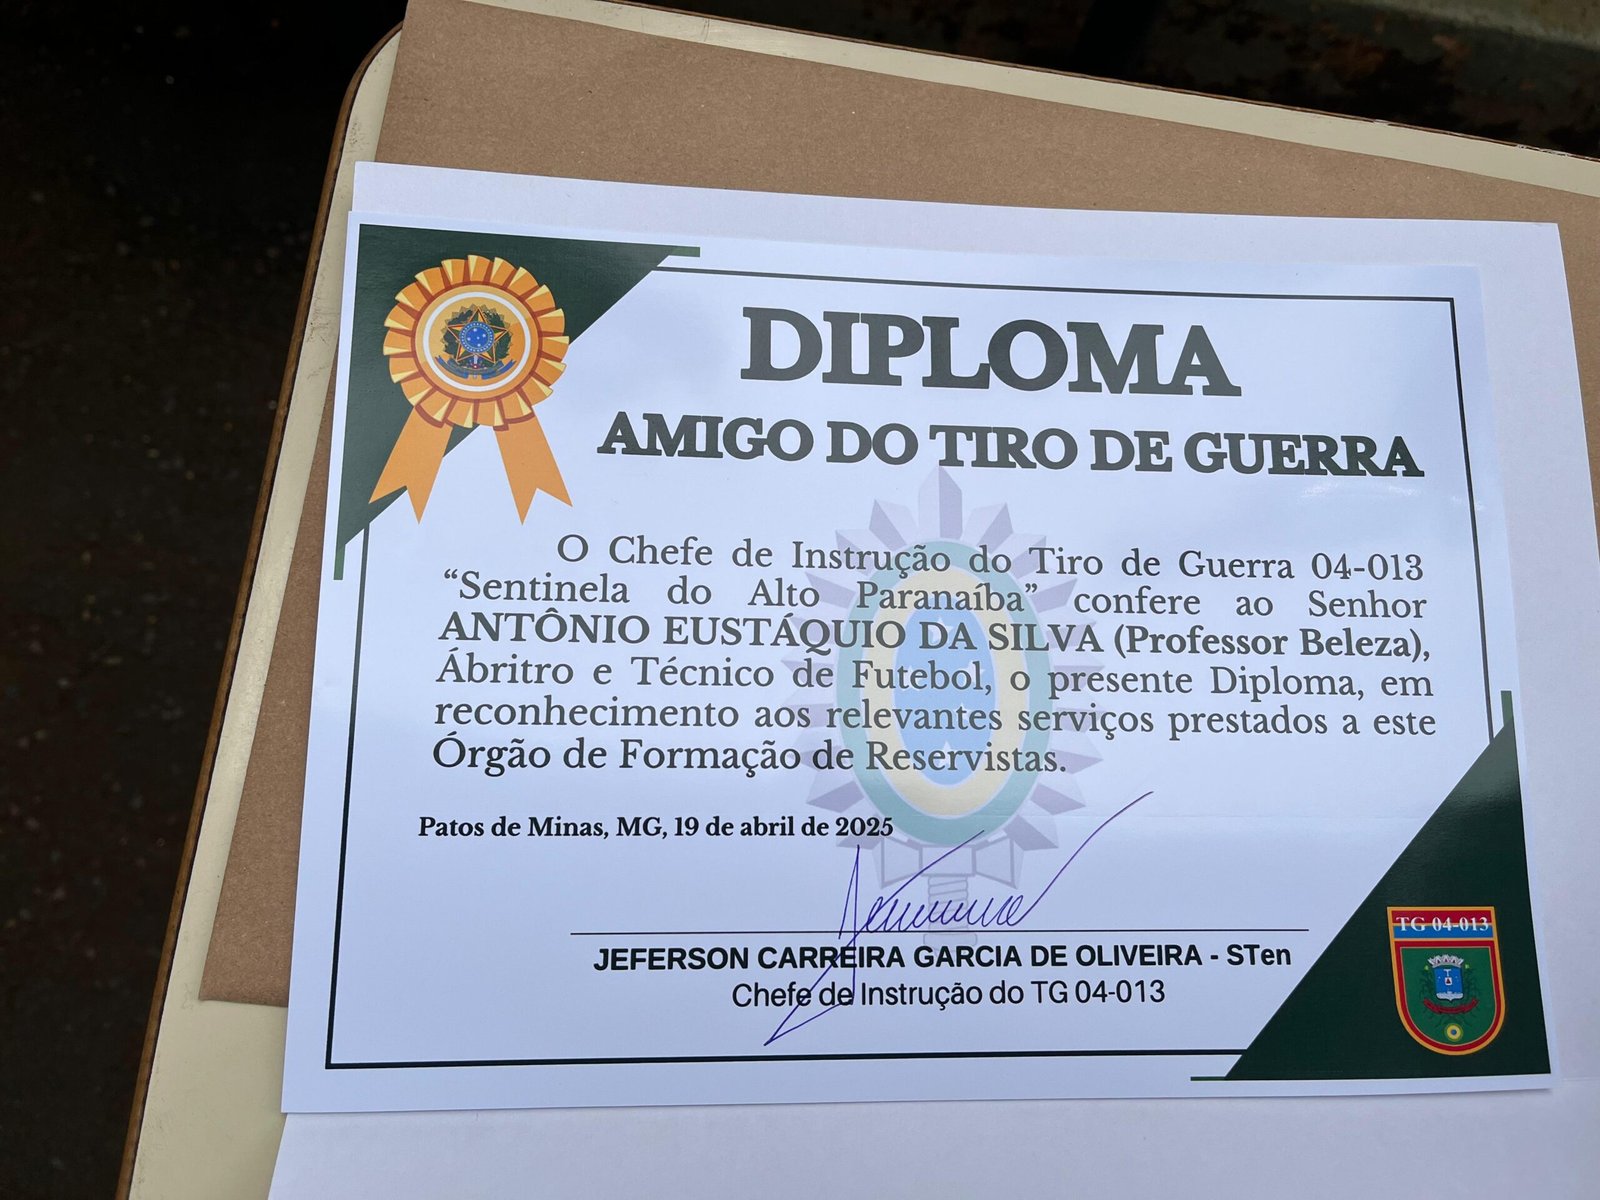 DIPLOMA
AMIGO DO TIRO DE GUERRA
O Chefe de Instrução do Tiro de Guerra 04-013
“Sentinela do Alto Paranaíba” confere ao Senhor
ANTÔNIO EUSTÁQUIO DA SILVA (Professor Beleza),
Ábritro e Técnico de Futebol, o presente Diploma, em
reconhecimento aos relevantes serviços prestados a este
Órgão de Formação de Reservistas.
Patos de Minas, MG, 19 de abril de 2025
JEFERSON CARREIRA GARCIA DE OLIVEIRA - STen
Chefe de Instrução do TG 04-013
TG 04-013